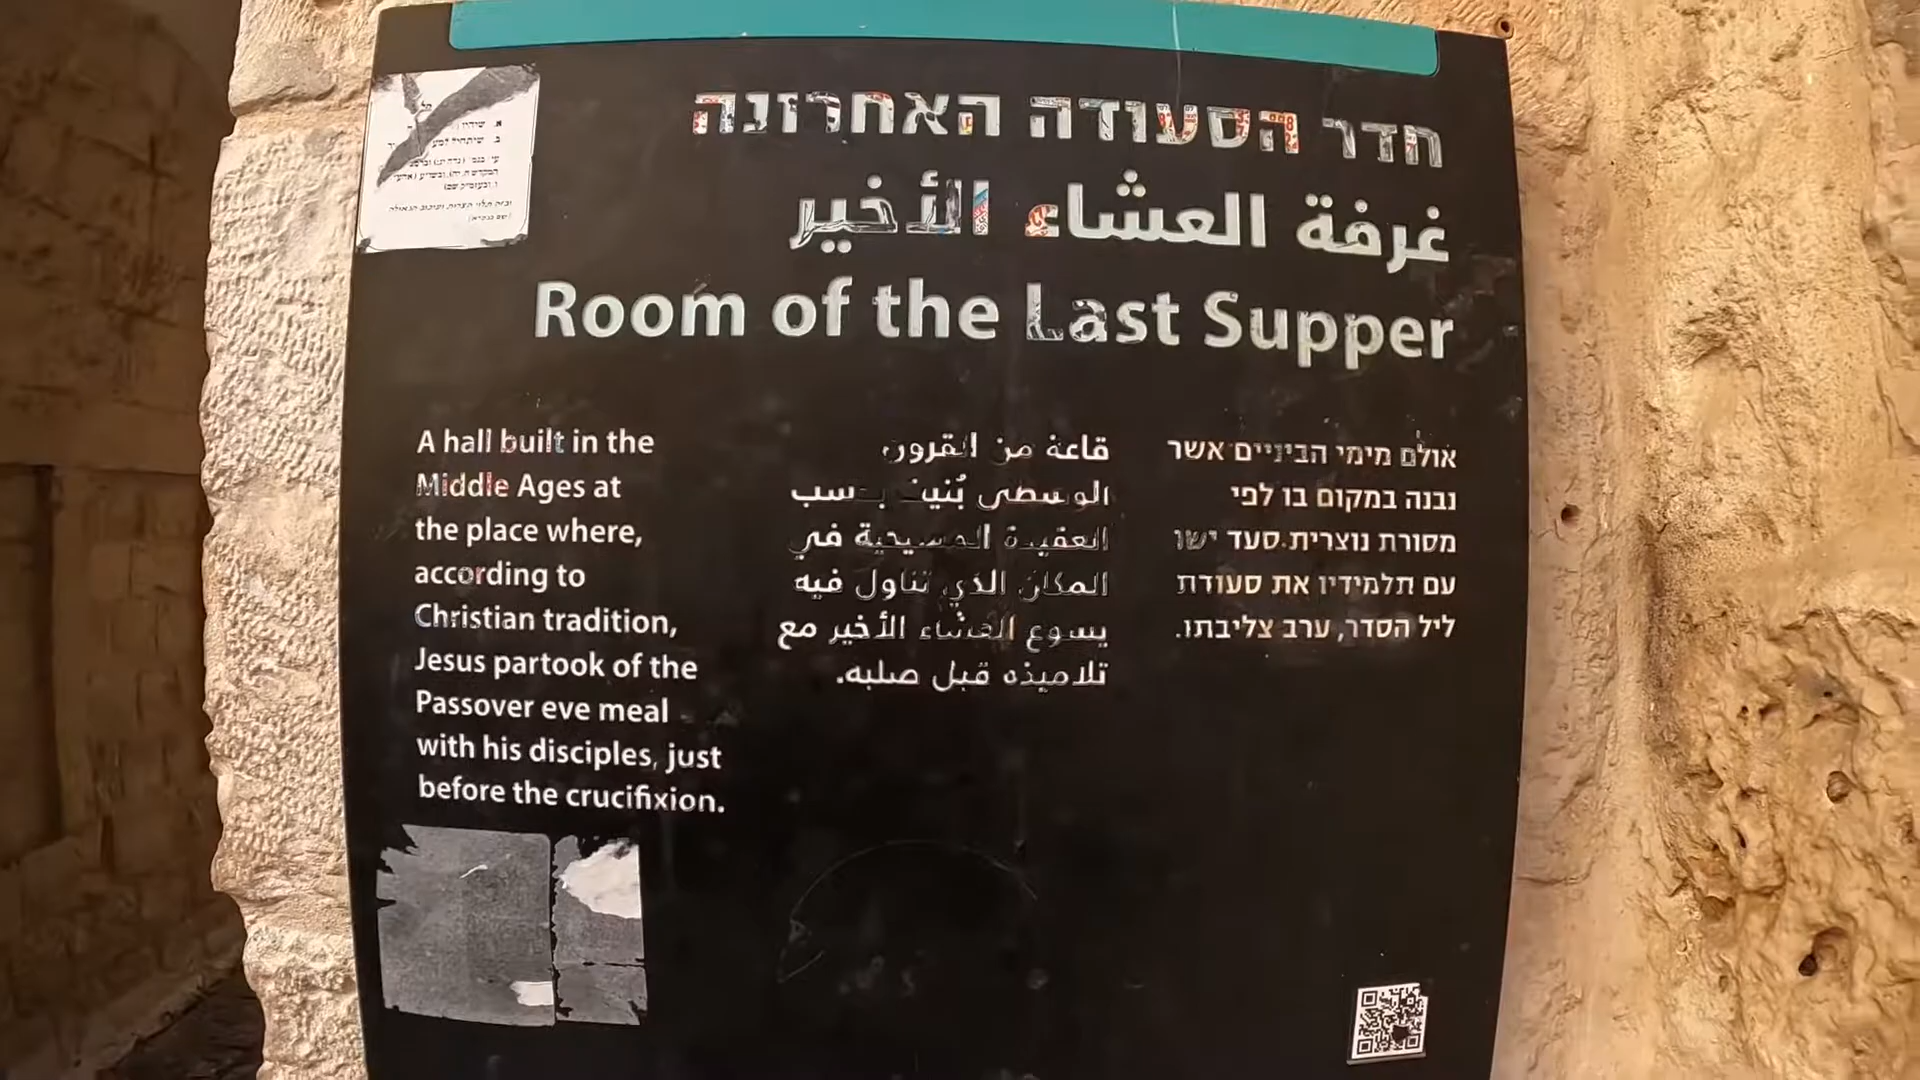 חדר הסעודה האחרונה
غرفة العشاء الأخير
Room of the Last Supper
A hall built in the
Middle Ages at
the place where,
according to
Christian tradition,
Jesus partook of the
Passover eve meal
with his disciples, just
before the crucifixion.
قاعة من القرون
الوسطى بُنيت بحسب
العقيدة المسيحية في
المكان الذي تناول فيه
يسوع العشاء الأخير مع
تلاميذه قبل صلبه.
אולם מימי הביניים אשר
נבנה במקום בו לפי
מסורת נוצרית סעד ישו
עם תלמידיו את סעודת
ליל הסדר, ערב צליבתו.